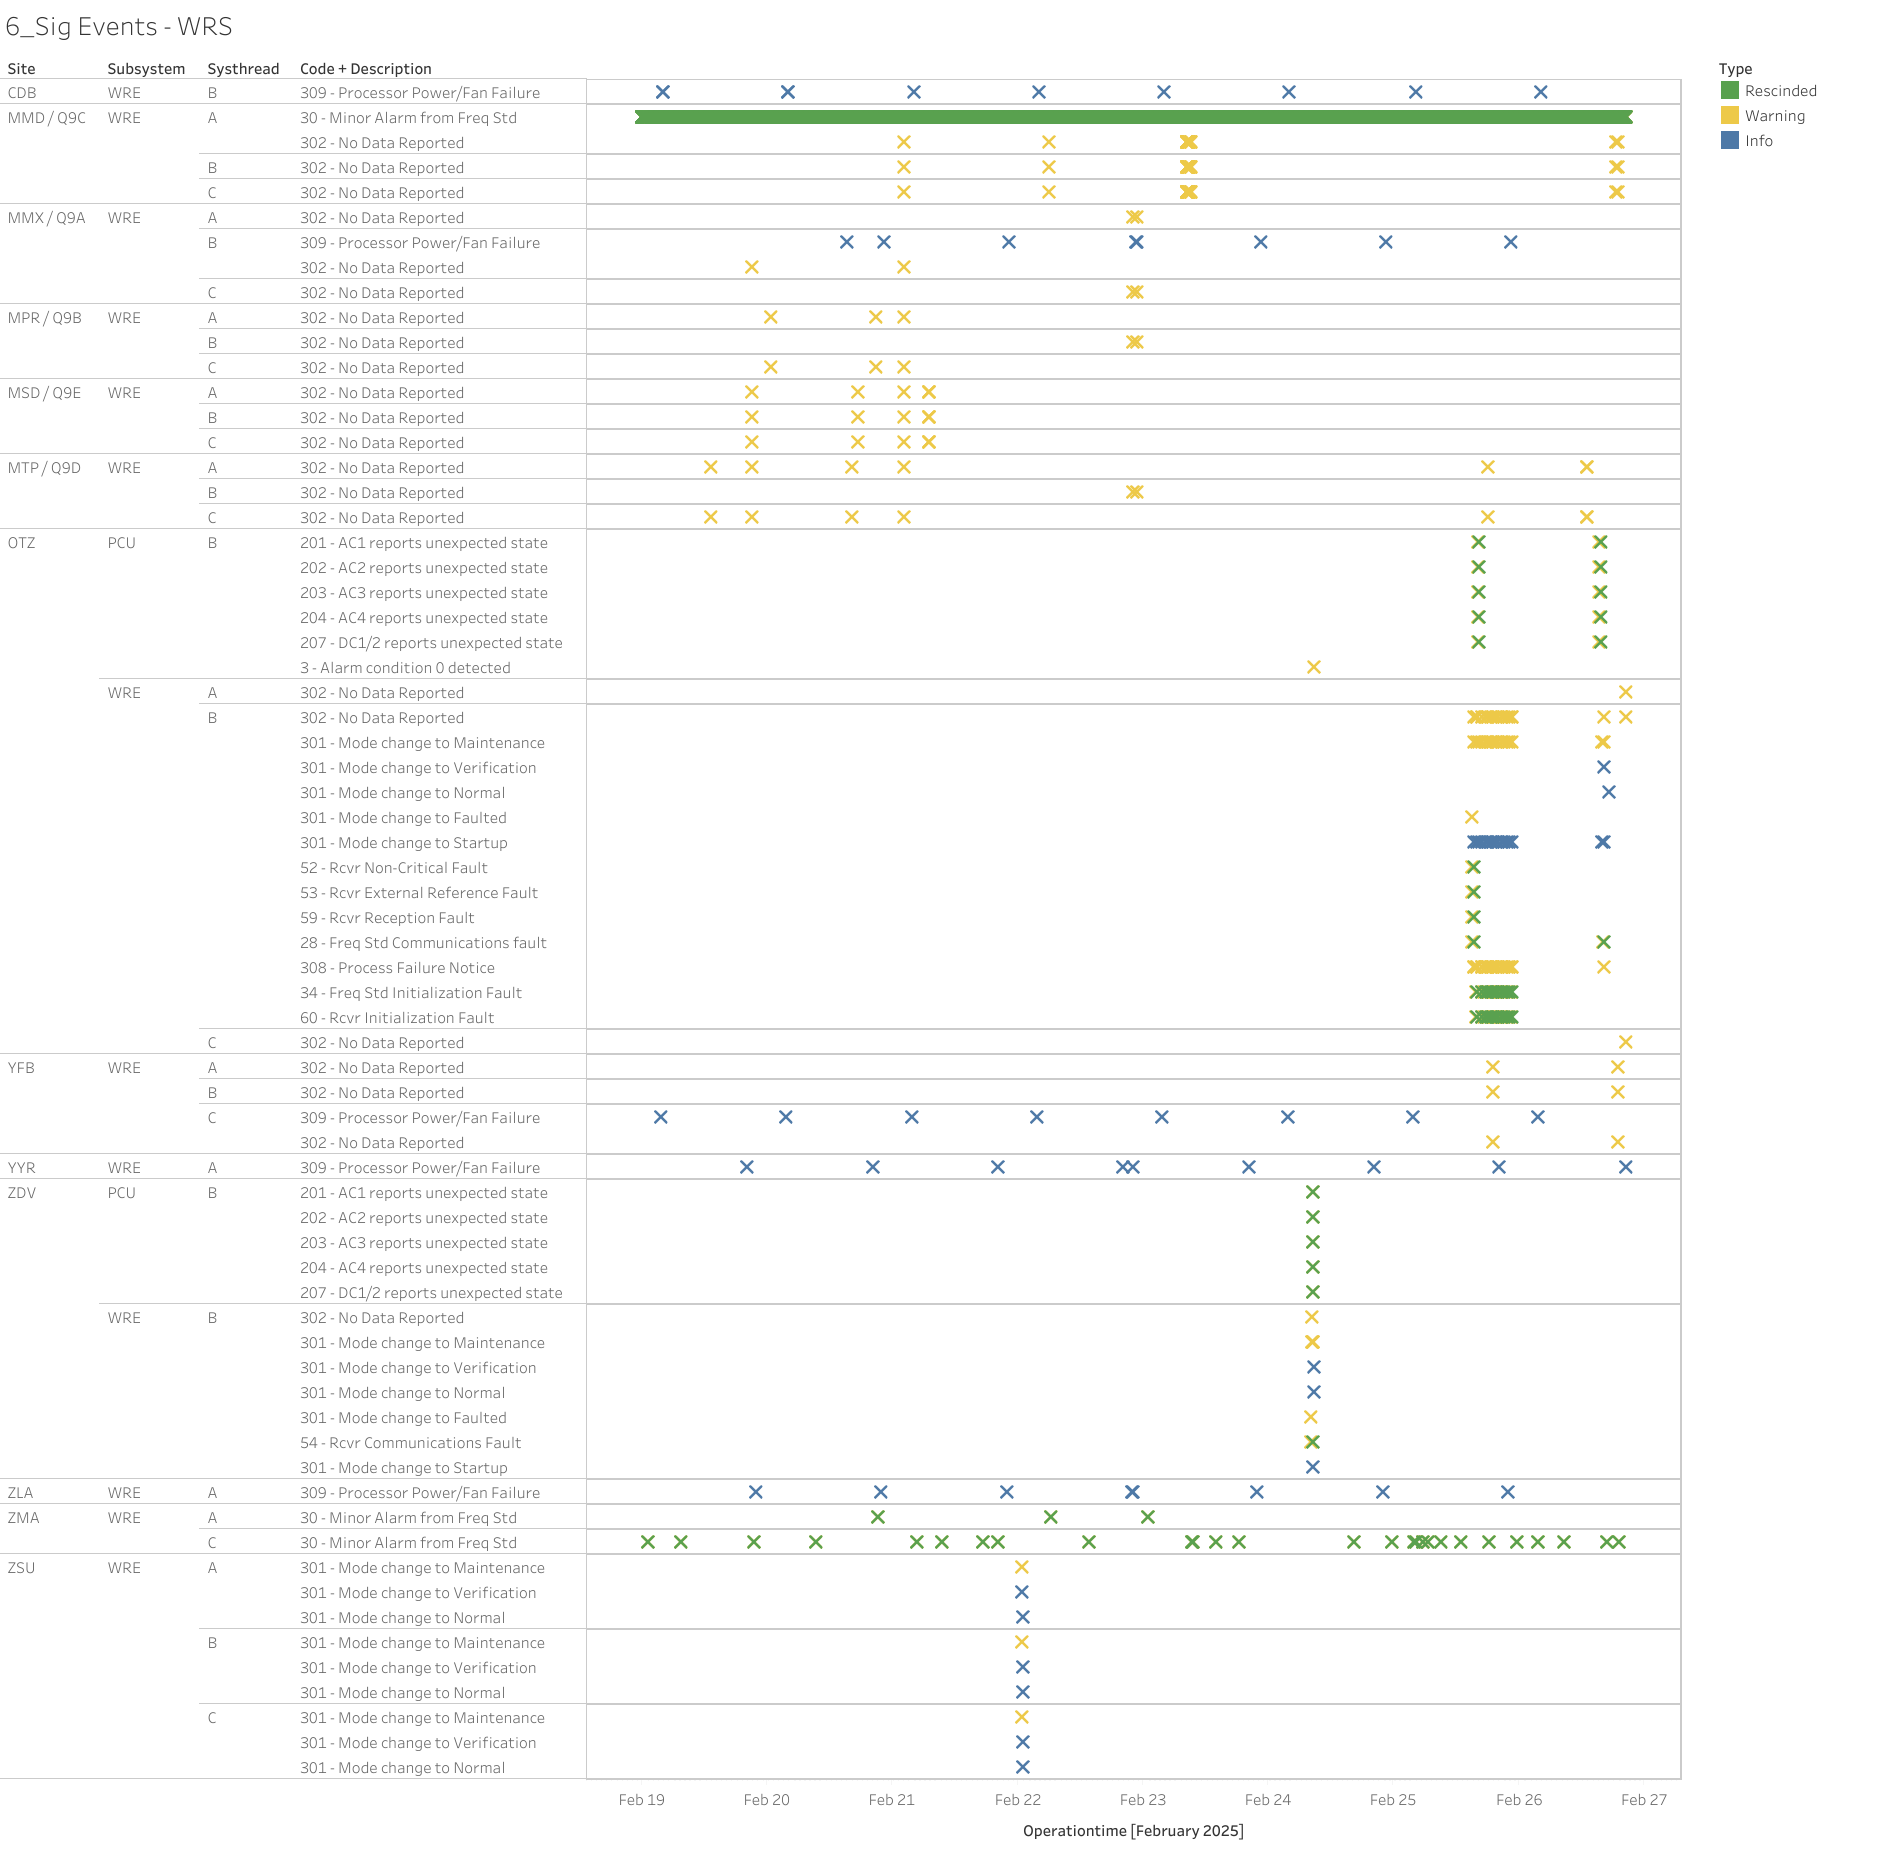 6_Sig Events - WRS
Site Subsystem Systhread Code + Description
Type
Rescinded
Warning
Info
CDB WRE B 309 - Processor Power/Fan Failure
MMD / Q9C WRE A 30 - Minor Alarm from Freq Std
302 - No Data Reported
B 302 - No Data Reported
C 302 - No Data Reported
MMX / Q9A WRE A 302 - No Data Reported
B 309 - Processor Power/Fan Failure
302 - No Data Reported
C 302 - No Data Reported
MPR / Q9B WRE A 302 - No Data Reported
B 302 - No Data Reported
C 302 - No Data Reported
MSD / Q9E WRE A 302 - No Data Reported
B 302 - No Data Reported
C 302 - No Data Reported
MTP / Q9D WRE A 302 - No Data Reported
B 302 - No Data Reported
C 302 - No Data Reported
OTZ PCU B 201 - AC1 reports unexpected state
202 - AC2 reports unexpected state
203 - AC3 reports unexpected state
204 - AC4 reports unexpected state
207 - DC1/2 reports unexpected state
3 - Alarm condition 0 detected
WRE A 302 - No Data Reported
B 302 - No Data Reported
301 - Mode change to Maintenance
301 - Mode change to Verification
301 - Mode change to Normal
301 - Mode change to Faulted
301 - Mode change to Startup
52 - Rcvr Non-Critical Fault
53 - Rcvr External Reference Fault
59 - Rcvr Reception Fault
28 - Freq Std Communications fault
308 - Process Failure Notice
34 - Freq Std Initialization Fault
60 - Rcvr Initialization Fault
C 302 - No Data Reported
YFB WRE A 302 - No Data Reported
B 302 - No Data Reported
C 309 - Processor Power/Fan Failure
302 - No Data Reported
YYR WRE A 309 - Processor Power/Fan Failure
ZDV PCU B 201 - AC1 reports unexpected state
202 - AC2 reports unexpected state
203 - AC3 reports unexpected state
204 - AC4 reports unexpected state
207 - DC1/2 reports unexpected state
WRE B 302 - No Data Reported
301 - Mode change to Maintenance
301 - Mode change to Verification
301 - Mode change to Normal
301 - Mode change to Faulted
54 - Rcvr Communications Fault
301 - Mode change to Startup
ZLA WRE A 309 - Processor Power/Fan Failure
ZMA WRE A 30 - Minor Alarm from Freq Std
C 30 - Minor Alarm from Freq Std
ZSU WRE A 301 - Mode change to Maintenance
301 - Mode change to Verification
301 - Mode change to Normal
B 301 - Mode change to Maintenance
301 - Mode change to Verification
301 - Mode change to Normal
C 301 - Mode change to Maintenance
301 - Mode change to Verification
301 - Mode change to Normal
Feb 19 Feb 20 Feb 21 Feb 22 Feb 23 Feb 24 Feb 25 Feb 26 Feb 27
Operationtime [February 2025]